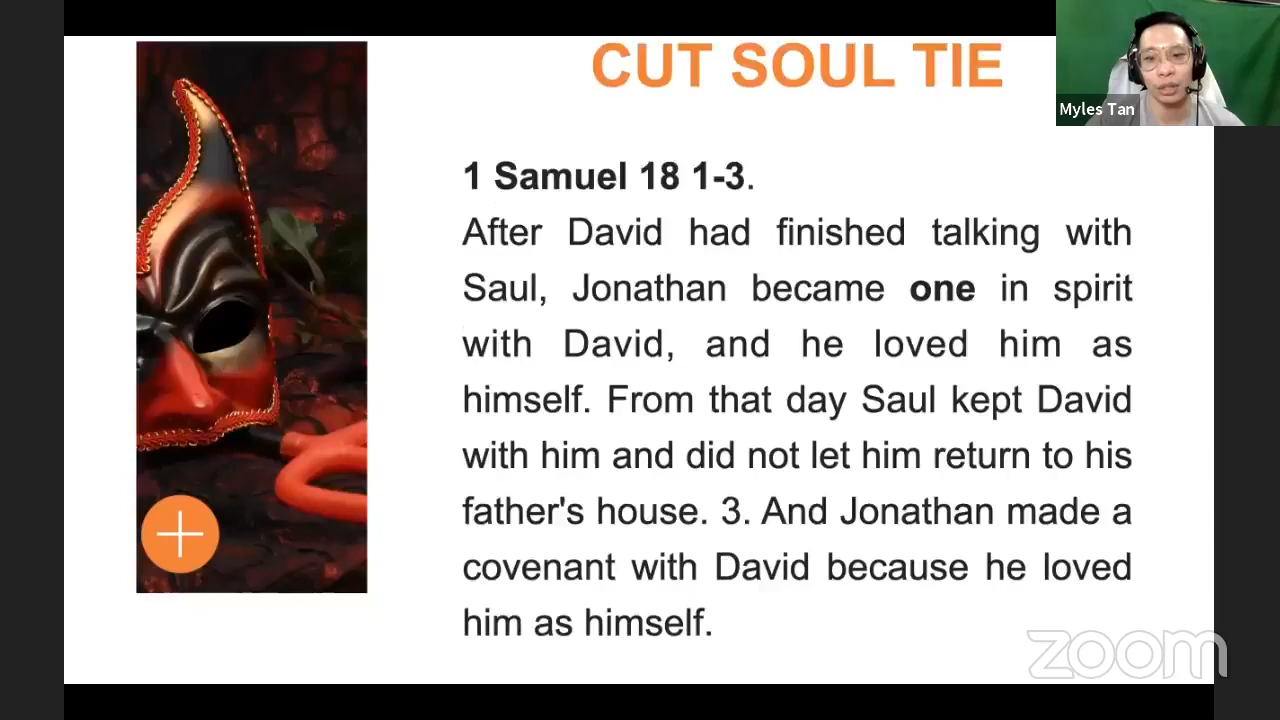 CUT SOUL TIE
Myles Tan
1 Samuel 18 1-3.
After David had finished talking with
Saul, Jonathan became one in spirit
with David, and he loved him as
himself. From that day Saul kept David
with him and did not let him return to his
father's house. 3. And Jonathan made a
covenant with David because he loved
him as himself.
zoom